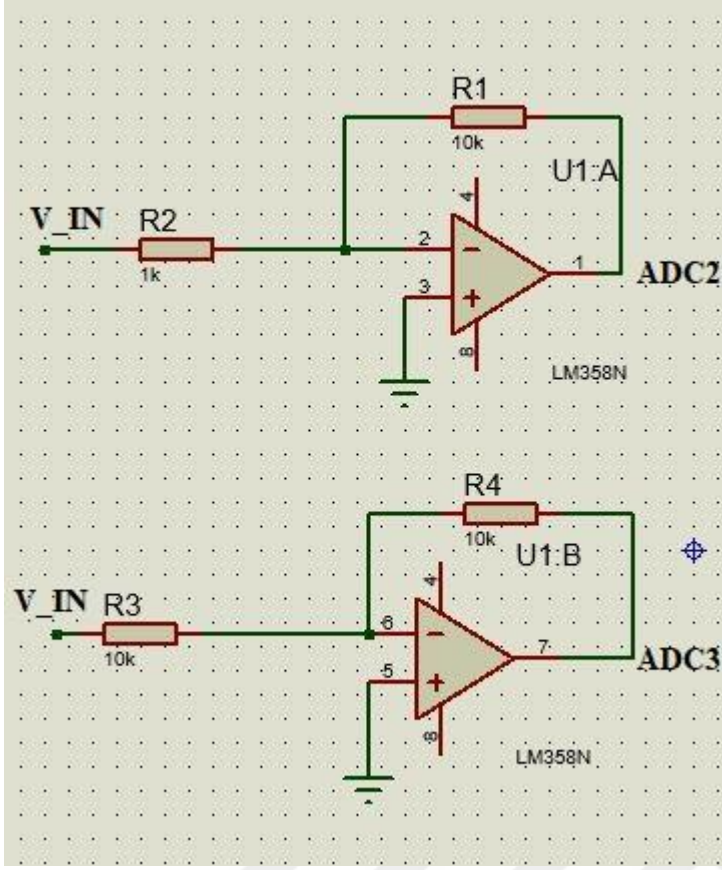 R1
10k
U1:A
4
V_IN
R2
1k
2
3
1
ADC2
8
LM358N
R4
10k
U1:B
4
V_IN
R3
10k
6
5
7
ADC3
8
LM358N